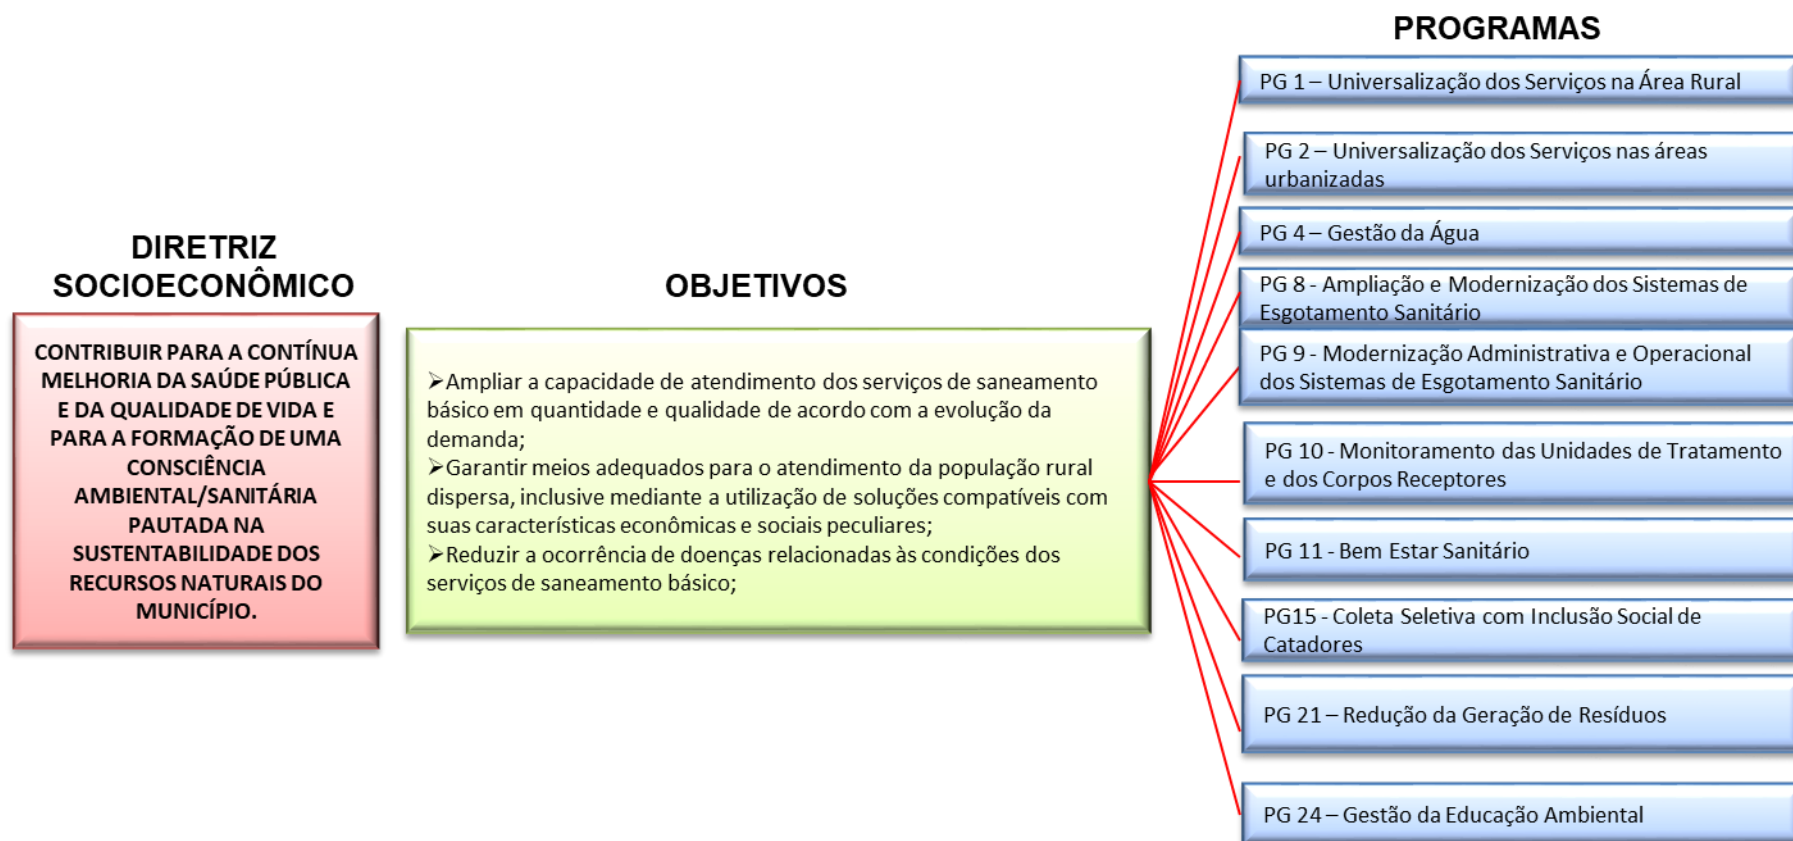 DIRETRIZ
SOCIOECONÔMICO
CONTRIBUIR PARA A CONTÍNUA
MELHORIA DA SAÚDE PÚBLICA
E DA QUALIDADE DE VIDA E
PARA A FORMAÇÃO DE UMA
CONSCIÊNCIA
AMBIENTAL/SANITÁRIA
PAUTADA NA
SUSTENTABILIDADE DOS
RECURSOS NATURAIS DO
MUNICÍPIO.
OBJETIVOS
➢Ampliar a capacidade de atendimento dos serviços de saneamento
básico em quantidade e qualidade de acordo com a evolução da
demanda;
➢Garantir meios adequados para o atendimento da população rural
dispersa, inclusive mediante a utilização de soluções compatíveis com
suas características econômicas e sociais peculiares;
➢Reduzir a ocorrência de doenças relacionadas às condições dos
serviços de saneamento básico;
PROGRAMAS
PG 1 – Universalização dos Serviços na Área Rural
PG 2 – Universalização dos Serviços nas áreas
urbanizadas
PG 4 – Gestão da Água
PG 8 - Ampliação e Modernização dos Sistemas de
Esgotamento Sanitário
PG 9 - Modernização Administrativa e Operacional
dos Sistemas de Esgotamento Sanitário
PG 10 - Monitoramento das Unidades de Tratamento
e dos Corpos Receptores
PG 11 - Bem Estar Sanitário
PG15 - Coleta Seletiva com Inclusão Social de
Catadores
PG 21 – Redução da Geração de Resíduos
PG 24 – Gestão da Educação Ambiental